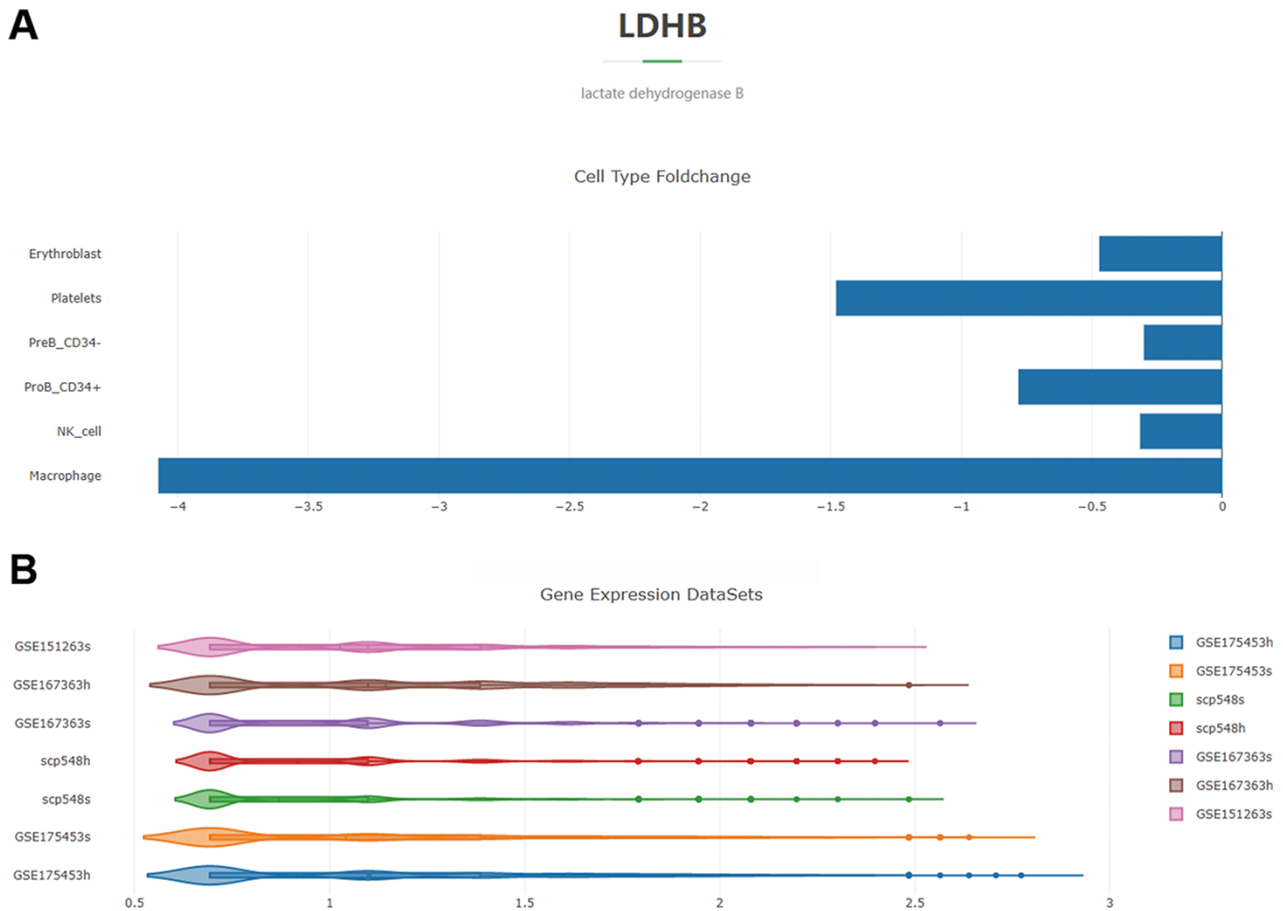 A
LDHB
lactate dehydrogenase B
Cell Type Foldchange
Erythroblast
Platelets
PreB_CD34-
ProB_CD34+
NK_cell
Macrophage
−4 −3.5 −3 −2.5 −2 −1.5 −1 −0.5 0
B
Gene Expression DataSets
GSE151263s
GSE167363h
GSE167363s
scp548h
scp548s
GSE175453s
GSE175453h
0.5 1 1.5 2 2.5 3
GSE175453h
GSE175453s
scp548s
scp548h
GSE167363s
GSE167363h
GSE151263s